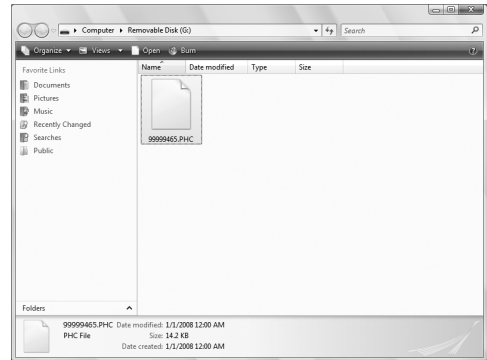 Computer Removable Disk (G:) Search
Organize Views Open Burn
Favorite Links
Documents
Pictures
Music
Recently Changed
Searches
Public
Folders
Name Date modified Type Size
99999465.PHC
99999465.PHC Date modified: 1/1/2008 12:00 AM
PHC File Size: 14.2 KB
Date created: 1/1/2008 12:00 AM